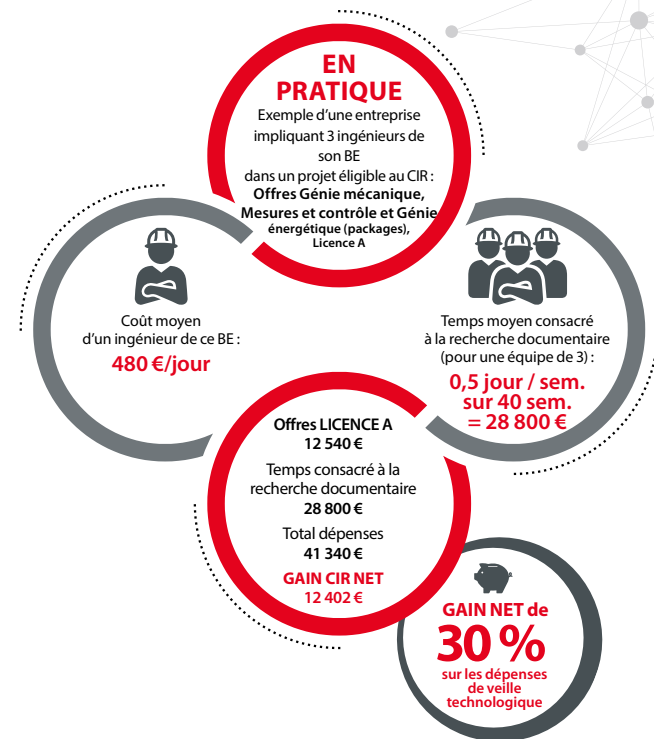 EN
PRATIQUE
Exemple d'une entreprise
impliquant 3 ingénieurs de
son BE
dans un projet éligible au CIR :
Offres Génie mécanique,
Mesures et contrôle et Génie
énergétique (packages),
Licence A
Coût moyen
d'un ingénieur de ce BE :
480 €/jour
Temps moyen consacré
à la recherche documentaire
(pour une équipe de 3) :
0,5 jour / sem.
sur 40 sem.
= 28 800 €
Offres LICENCE A
12 540 €
Temps consacré à la
recherche documentaire
28 800 €
Total dépenses
41 340 €
GAIN CIR NET
12 402 €
GAIN NET de
30 %
sur les dépenses
de veille
technologique